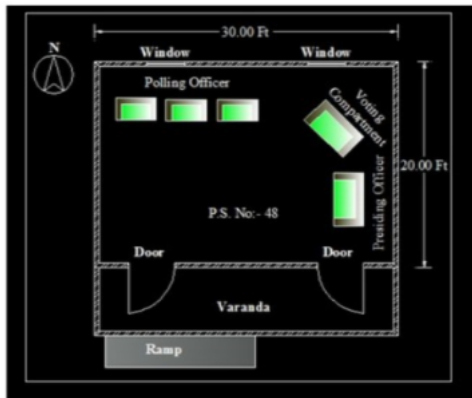 30.00 Ft
N
Window
Window
Polling Officer
Voting
Compartment
20.00 Ft
Presiding Officer
P.S. No:- 48
Door
Door
Varanda
Ramp